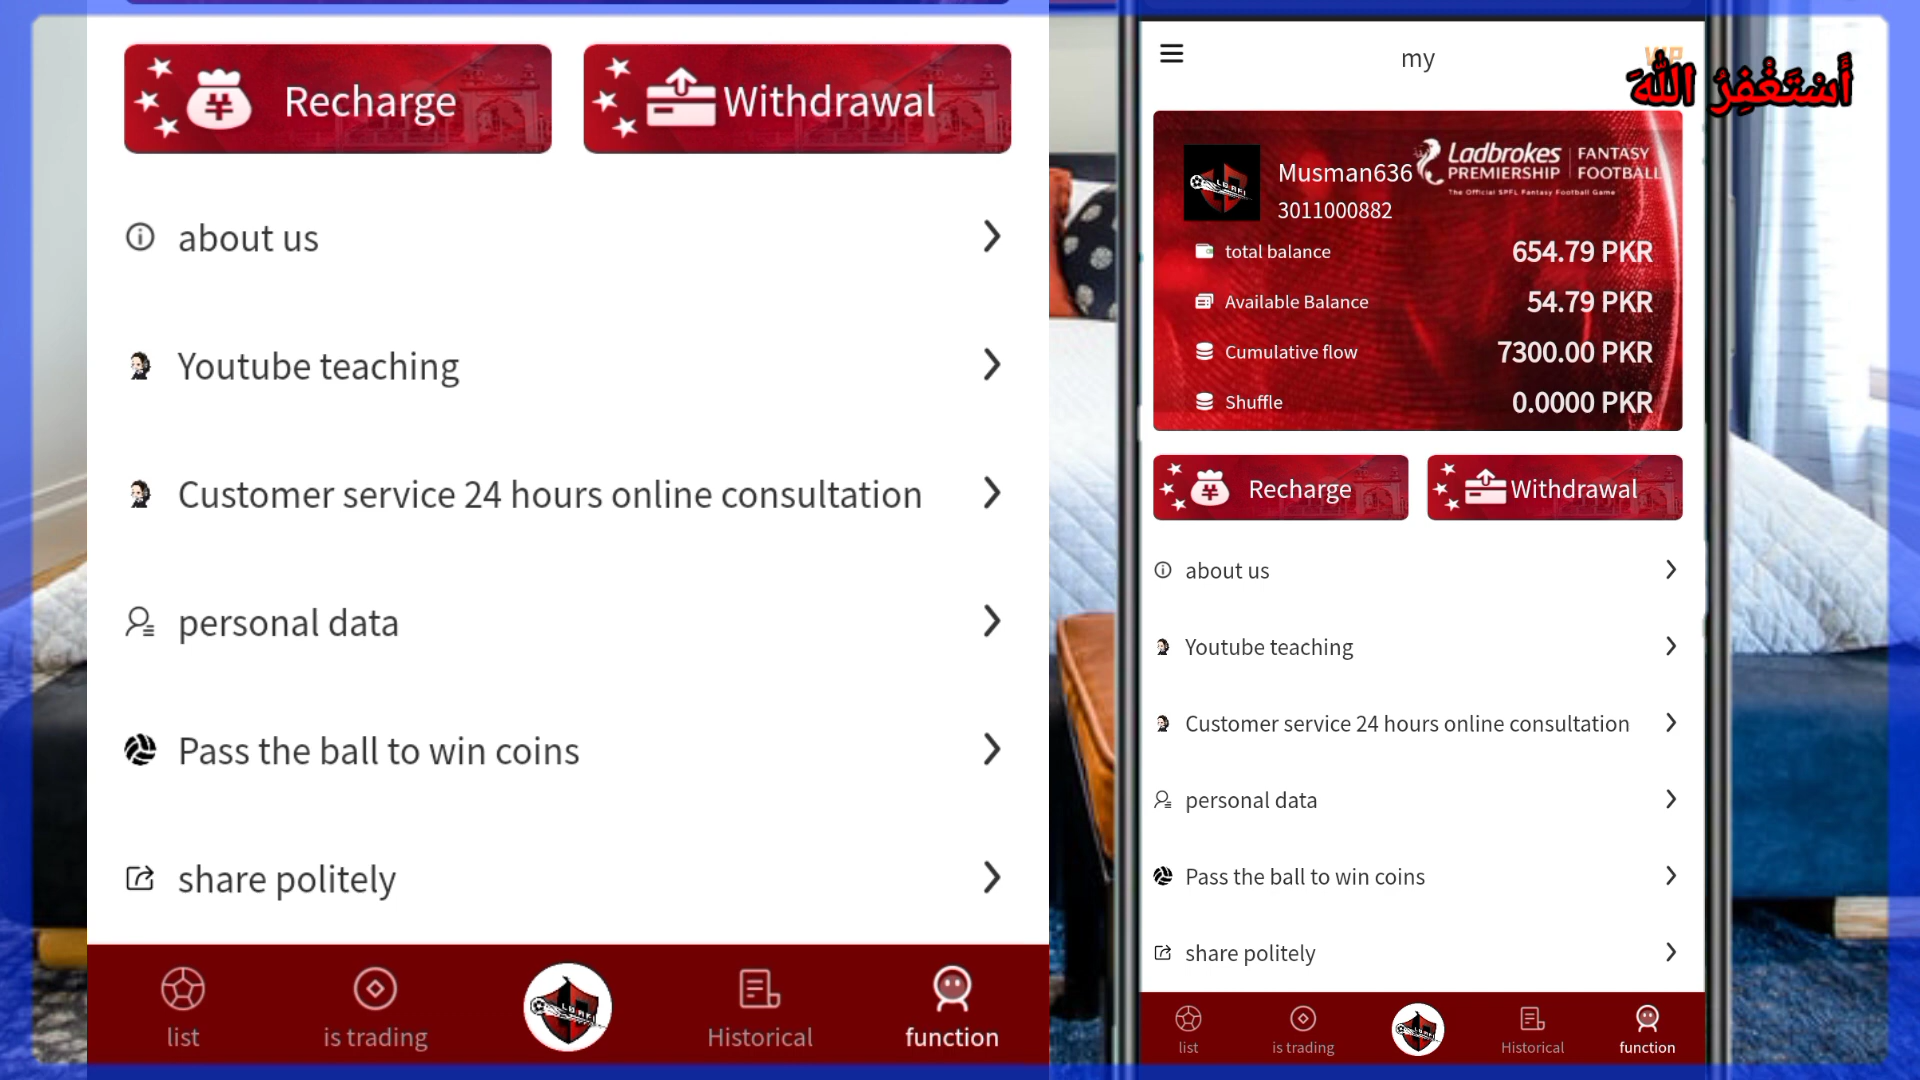 Recharge
Withdrawal
about us
Youtube teaching
Customer service 24 hours online consultation
personal data
Pass the ball to win coins
share politely
list
is trading
Historical
function
my
أَسْتَغْفِرُ اللهَ
Musman636
3011000882
Ladbrokes
PREMIERSHIP
FANTASY
FOOTBALL
The Official SPFL Fantasy Football Game
total balance 654.79 PKR
Available Balance 54.79 PKR
Cumulative flow 7300.00 PKR
Shuffle 0.0000 PKR
Recharge
Withdrawal
about us
Youtube teaching
Customer service 24 hours online consultation
personal data
Pass the ball to win coins
share politely
list
is trading
Historical
function